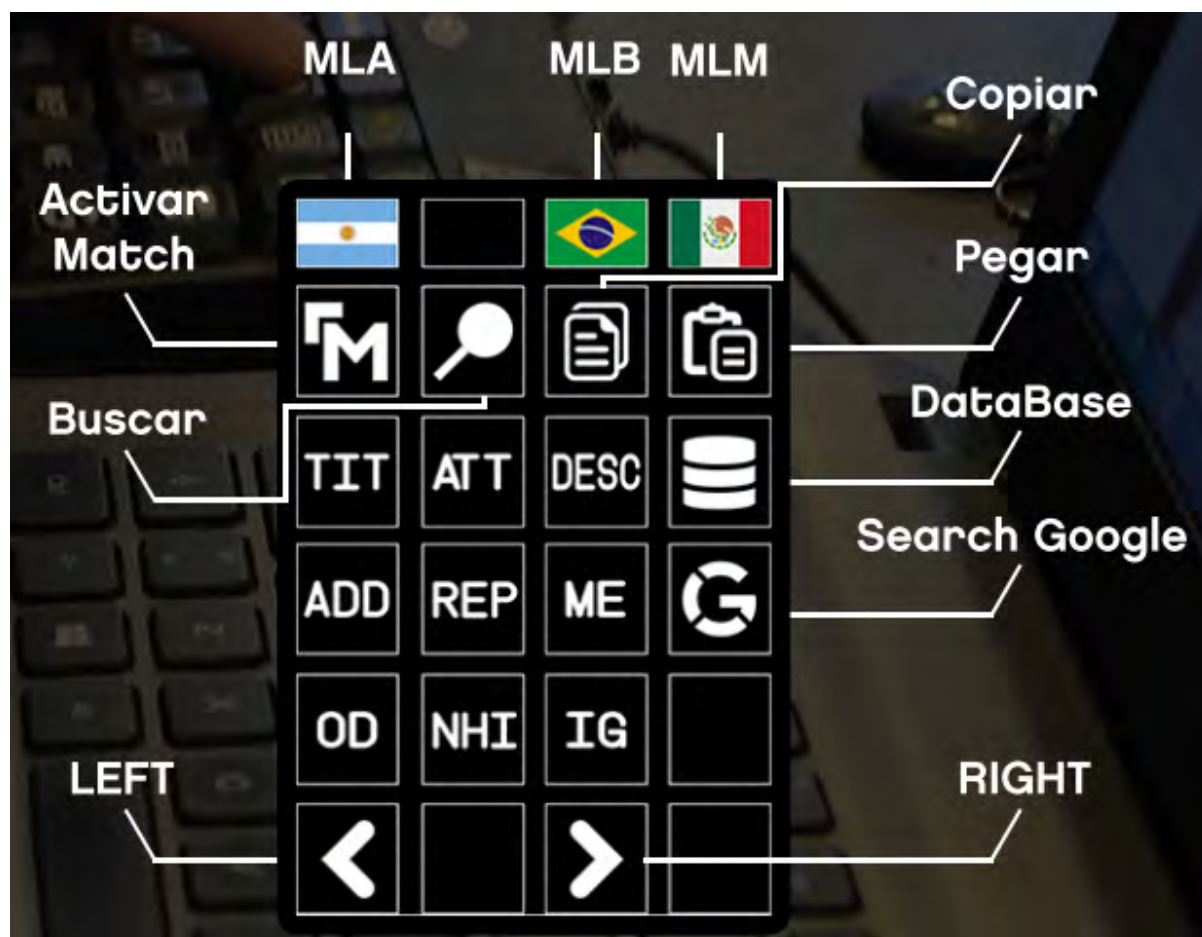 MLA
MLB
MLM
Copiar
Activar
Match
Pegar
M
Buscar
DataBase
TIT
ATT
DESC
Search Google
ADD
REP
ME
G
OD
NHI
IG
LEFT
RIGHT